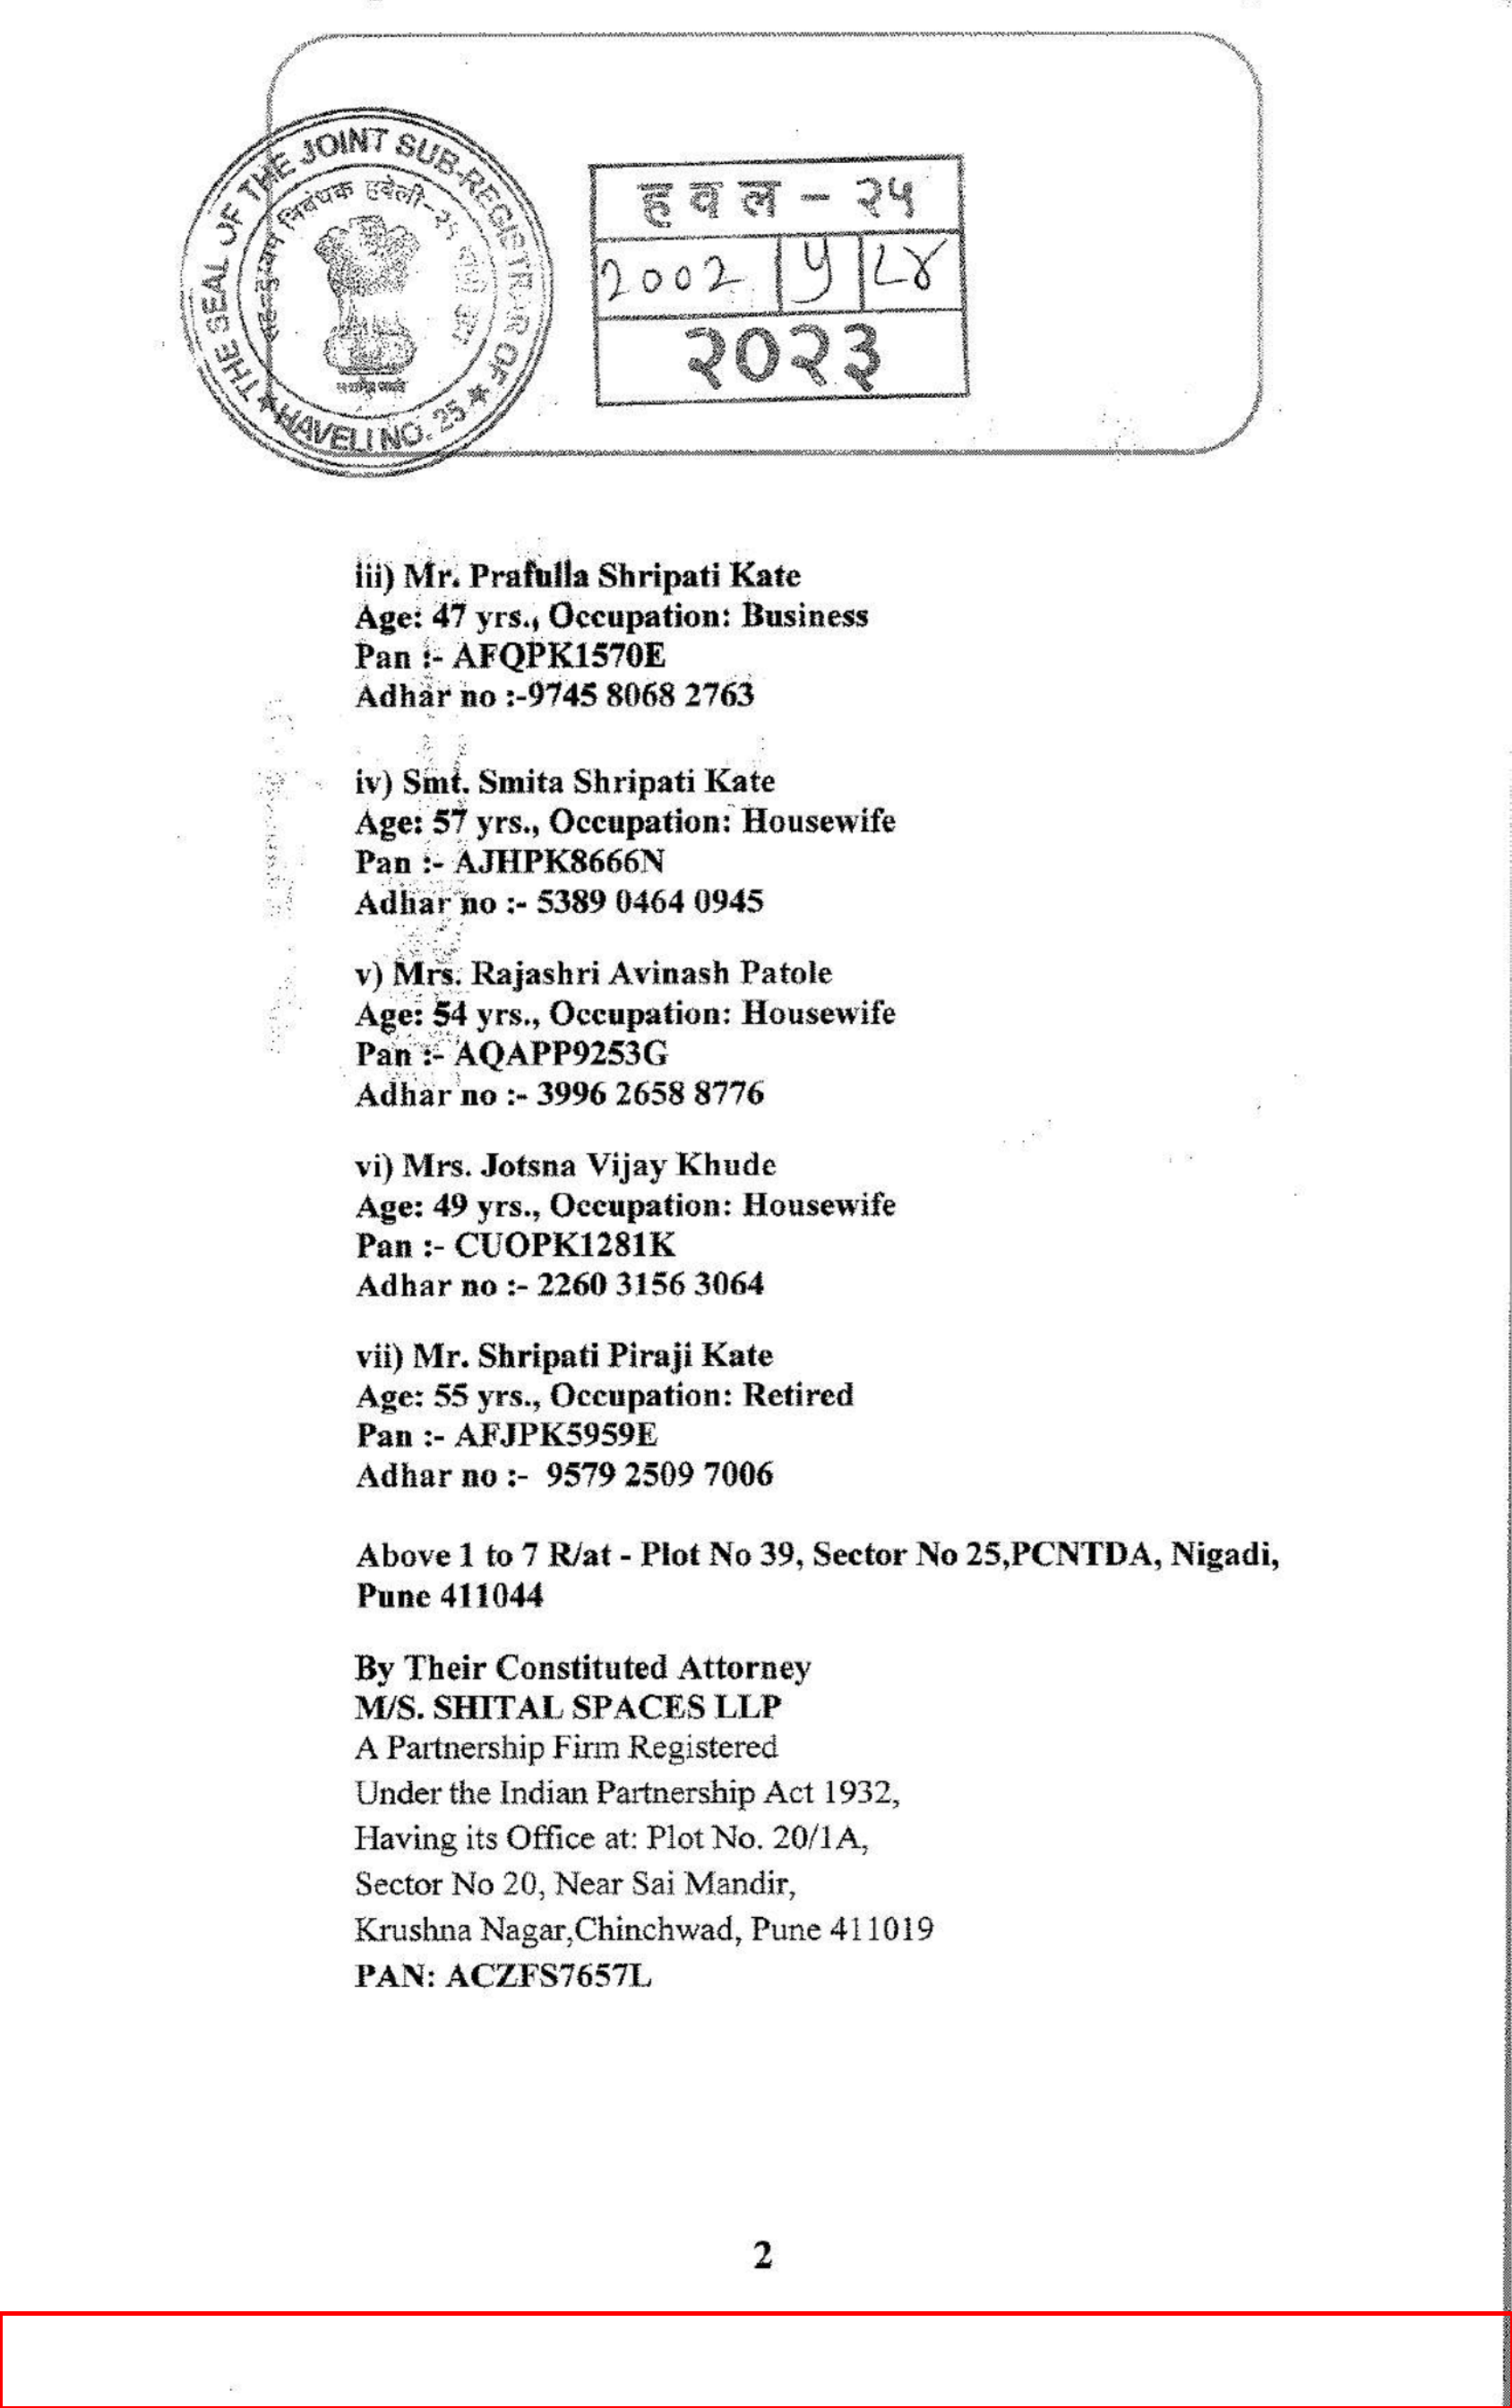 THE SEAL OF THE JOINT SUB-REGISTRAR OF
HAVELI NO. 25
निबंधक हवेली-२५
हवल - २५
2002 | 5 | ८४
२०२३
iii) Mr. Prafulla Shripati Kate
Age: 47 yrs., Occupation: Business
Pan :- AFQPK1570E
Adhar no :-9745 8068 2763
iv) Smt. Smita Shripati Kate
Age: 57 yrs., Occupation: Housewife
Pan :- AJHPK8666N
Adhar no :- 5389 0464 0945
v) Mrs. Rajashri Avinash Patole
Age: 54 yrs., Occupation: Housewife
Pan :- AQAPP9253G
Adhar no :- 3996 2658 8776
vi) Mrs. Jotsna Vijay Khude
Age: 49 yrs., Occupation: Housewife
Pan :- CUOPK1281K
Adhar no :- 2260 3156 3064
vii) Mr. Shripati Piraji Kate
Age: 55 yrs., Occupation: Retired
Pan :- AFJPK5959E
Adhar no :- 9579 2509 7006
Above 1 to 7 R/at - Plot No 39, Sector No 25,PCNTDA, Nigadi,
Pune 411044
By Their Constituted Attorney
M/S. SHITAL SPACES LLP
A Partnership Firm Registered
Under the Indian Partnership Act 1932,
Having its Office at: Plot No. 20/1A,
Sector No 20, Near Sai Mandir,
Krushna Nagar,Chinchwad, Pune 411019
PAN: ACZFS7657L
2